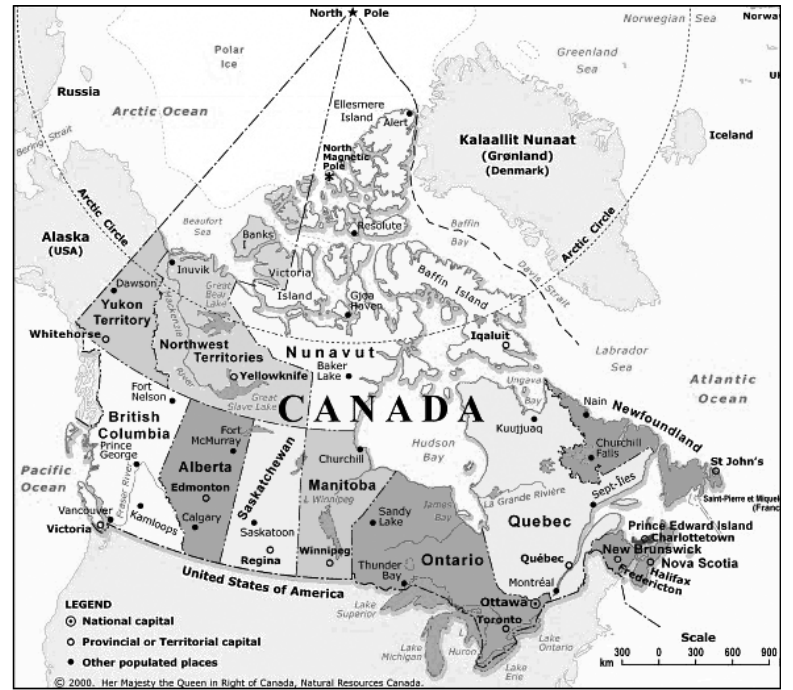 North Pole
Norwegian Sea
Norwa
Polar
Ice
Greenland
Sea
Russia
Arctic Ocean
Ellesmere
Island
Alert
Bering Strait
North
Magnetic
Pole
Kalaallit Nunaat
(Grønland)
(Denmark)
Iceland
Arctic Circle
Beaufort
Sea
Banks
I
Resolute
Baffin
Bay
Arctic Circle
Alaska
(USA)
Inuvik
Victoria
Island
Baffin Island
Davis Strait
Dawson
Great
Bear
Lake
Gjoa
Haven
Yukon
Territory
Mackenzie
River
Whitehorse
Northwest
Territories
Nunavut
Iqaluit
Labrador
Sea
Yellowknife
Baker
Lake
Great
Slave Lake
Fort
Nelson
CANADA
Ungava
Bay
Nain
Newfoundland
Atlantic
Ocean
British
Columbia
Fort
McMurray
Kuujjuaq
Prince
George
Alberta
Saskatchewan
Churchill
Hudson
Bay
Churchill
Falls
St John's
Pacific
Ocean
Edmonton
Manitoba
L Winnipeg
La Grande Rivière
Sept-Îles
Saint-Pierre et Miquel
(Franc
Fraser River
Vancouver
Kamloops
Calgary
Saskatoon
Sandy
Lake
James
Bay
Quebec
Prince Edward Island
Charlottetown
Victoria
Regina
Winnipeg
Ontario
Québec
New Brunswick
Nova Scotia
Halifax
Fredericton
United States of America
Thunder
Bay
Montréal
Ottawa
Toronto
LEGEND
National capital
Provincial or Territorial capital
Other populated places
Lake
Superior
Lake
Michigan
L
Huron
Lake
Ontario
Lake
Erie
Scale
km 300 0 300 600 900
© 2000. Her Majesty the Queen in Right of Canada, Natural Resources Canada.